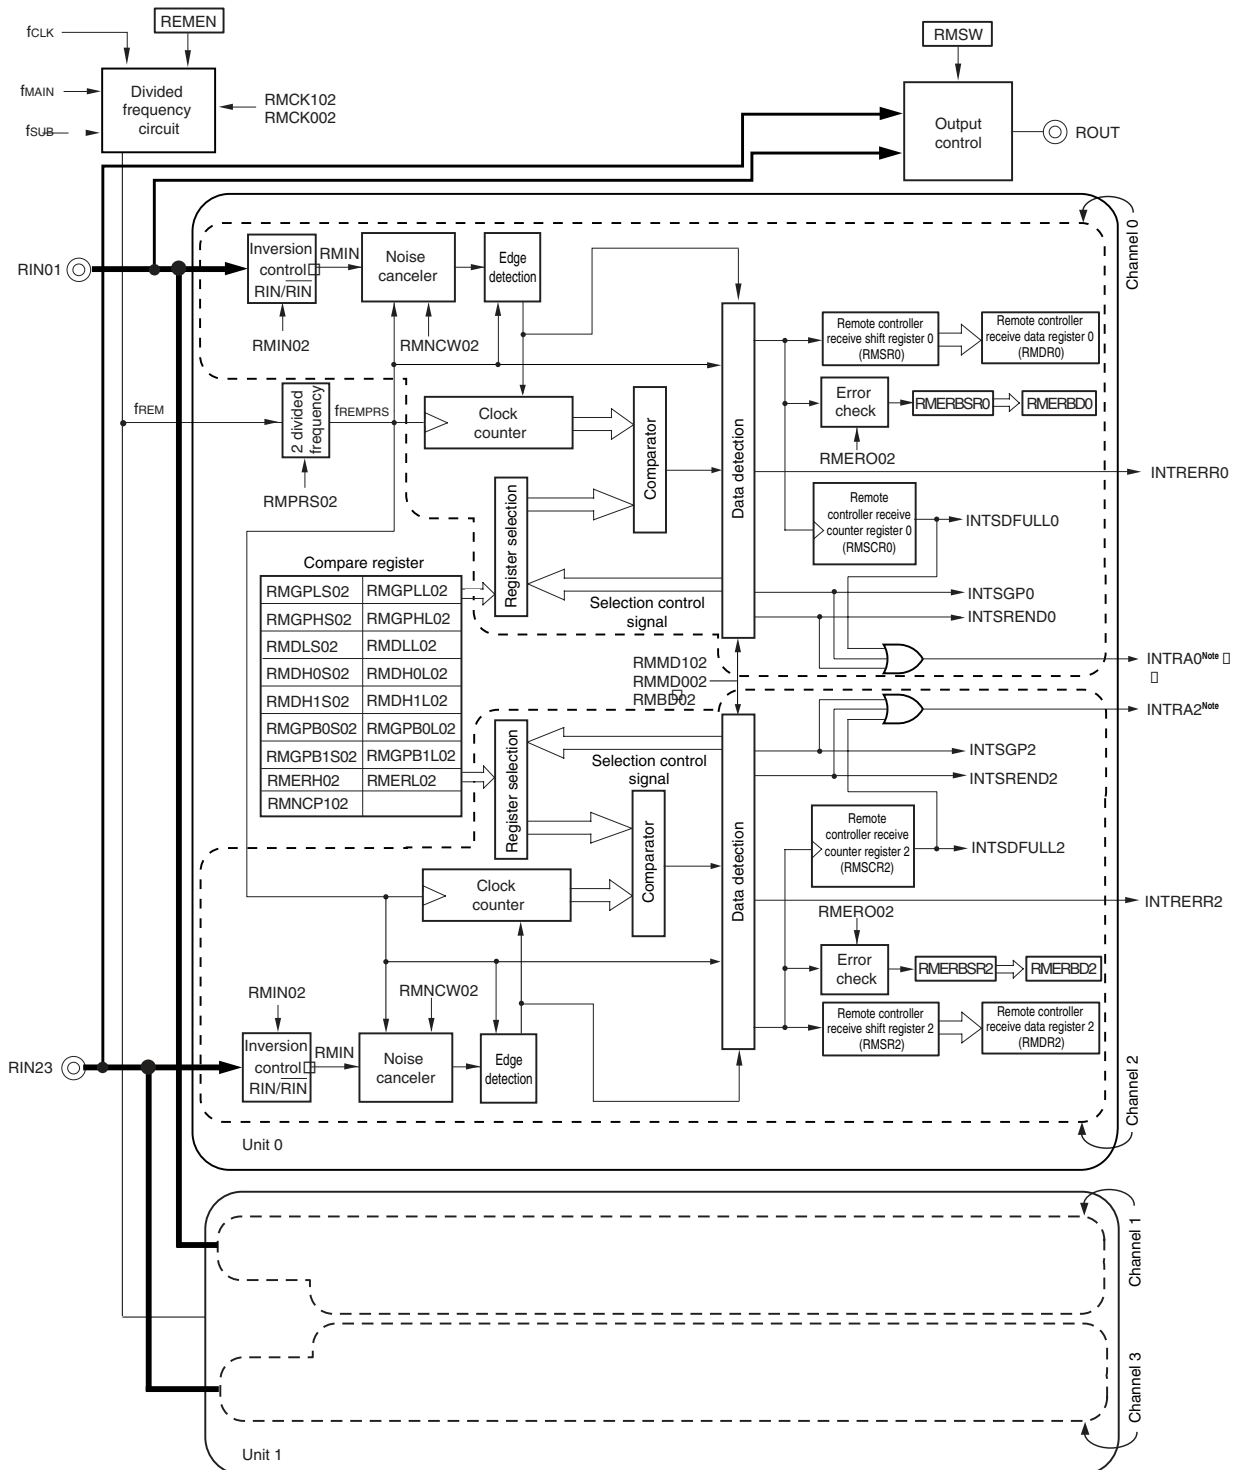 REMEN
fCLK
fMAIN
fSUB
Divided
frequency
circuit
RMCK102
RMCK002
RMSW
Output
control
ROUT
Channel 0
RIN01
Inversion
control
RIN/RIN
RMIN
Noise
canceler
Edge
detection
RMIN02
RMNCW02
fREM
2 divided
frequency
fREMPRS
RMPRS02
Clock
counter
Comparator
Register selection
Data detection
Selection control
signal
Remote controller
receive shift register 0
(RMSR0)
Remote controller
receive data register 0
(RMDR0)
Error
check
RMERBSR0
RMERBD0
RMERO02
INTRERR0
Remote
controller receive
counter register 0
(RMSCR0)
INTSDFULL0
INTSGP0
INTSREND0
INTRA0Note
Compare register
RMGPLS02 RMGPLL02
RMGPHS02 RMGPHL02
RMDLS02 RMDLL02
RMDH0S02 RMDH0L02
RMDH1S02 RMDH1L02
RMGPB0S02 RMGPB0L02
RMGPB1S02 RMGPB1L02
RMERH02 RMERL02
RMNCP102
RMMD102
RMMD002
RMBD02
INTRA2Note
INTSGP2
INTSREND2
Register selection
Selection control
signal
Comparator
Data detection
Remote
controller receive
counter register 2
(RMSCR2)
INTSDFULL2
Clock
counter
INTRERR2
RMERO02
Error
check
RMERBSR2
RMERBD2
Remote controller
receive shift register 2
(RMSR2)
Remote controller
receive data register 2
(RMDR2)
RMIN02
RMNCW02
RIN23
Inversion
control
RIN/RIN
RMIN
Noise
canceler
Edge
detection
Channel 2
Unit 0
Channel 1
Channel 3
Unit 1